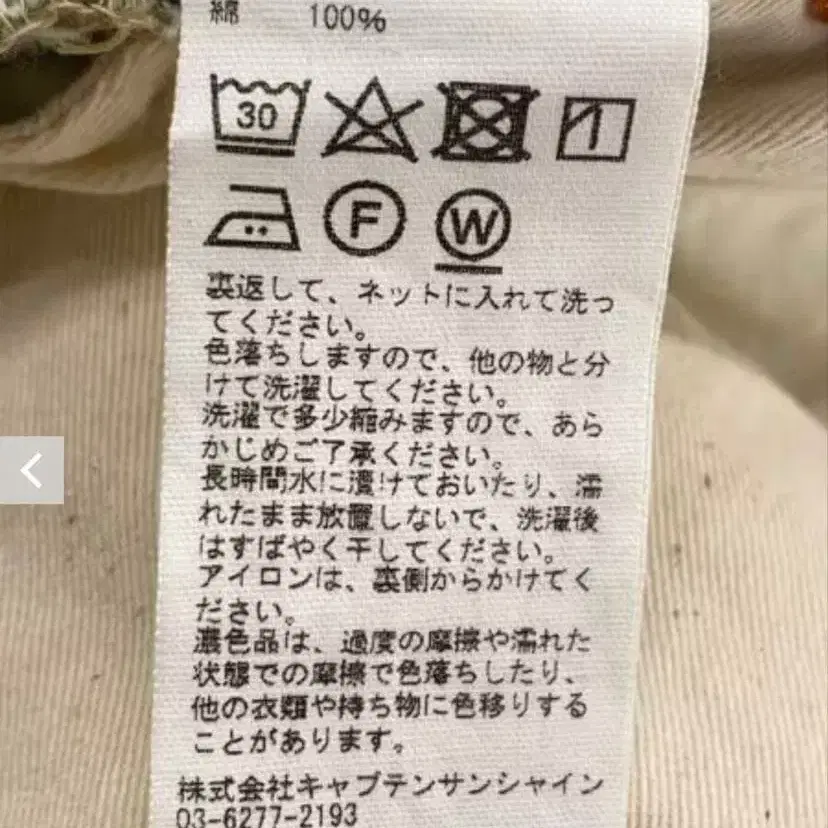 綿 100%
30
F W
裏返して、ネットに入れて洗っ
てください。
色落ちしますので、他の物と分
けて洗濯してください。
洗濯で多少縮みますので、あら
かじめご了承ください。
長時間水に漬けておいたり、濡
れたまま放置しないで、洗濯後
はすばやく干してください。
アイロンは、裏側からかけてく
ださい。
濃色品は、過度の摩擦や濡れた
状態での摩擦で色落ちしたり、
他の衣類や持ち物に色移りする
ことがあります。
株式会社キャプテンサンシャイン
03-6277-2193